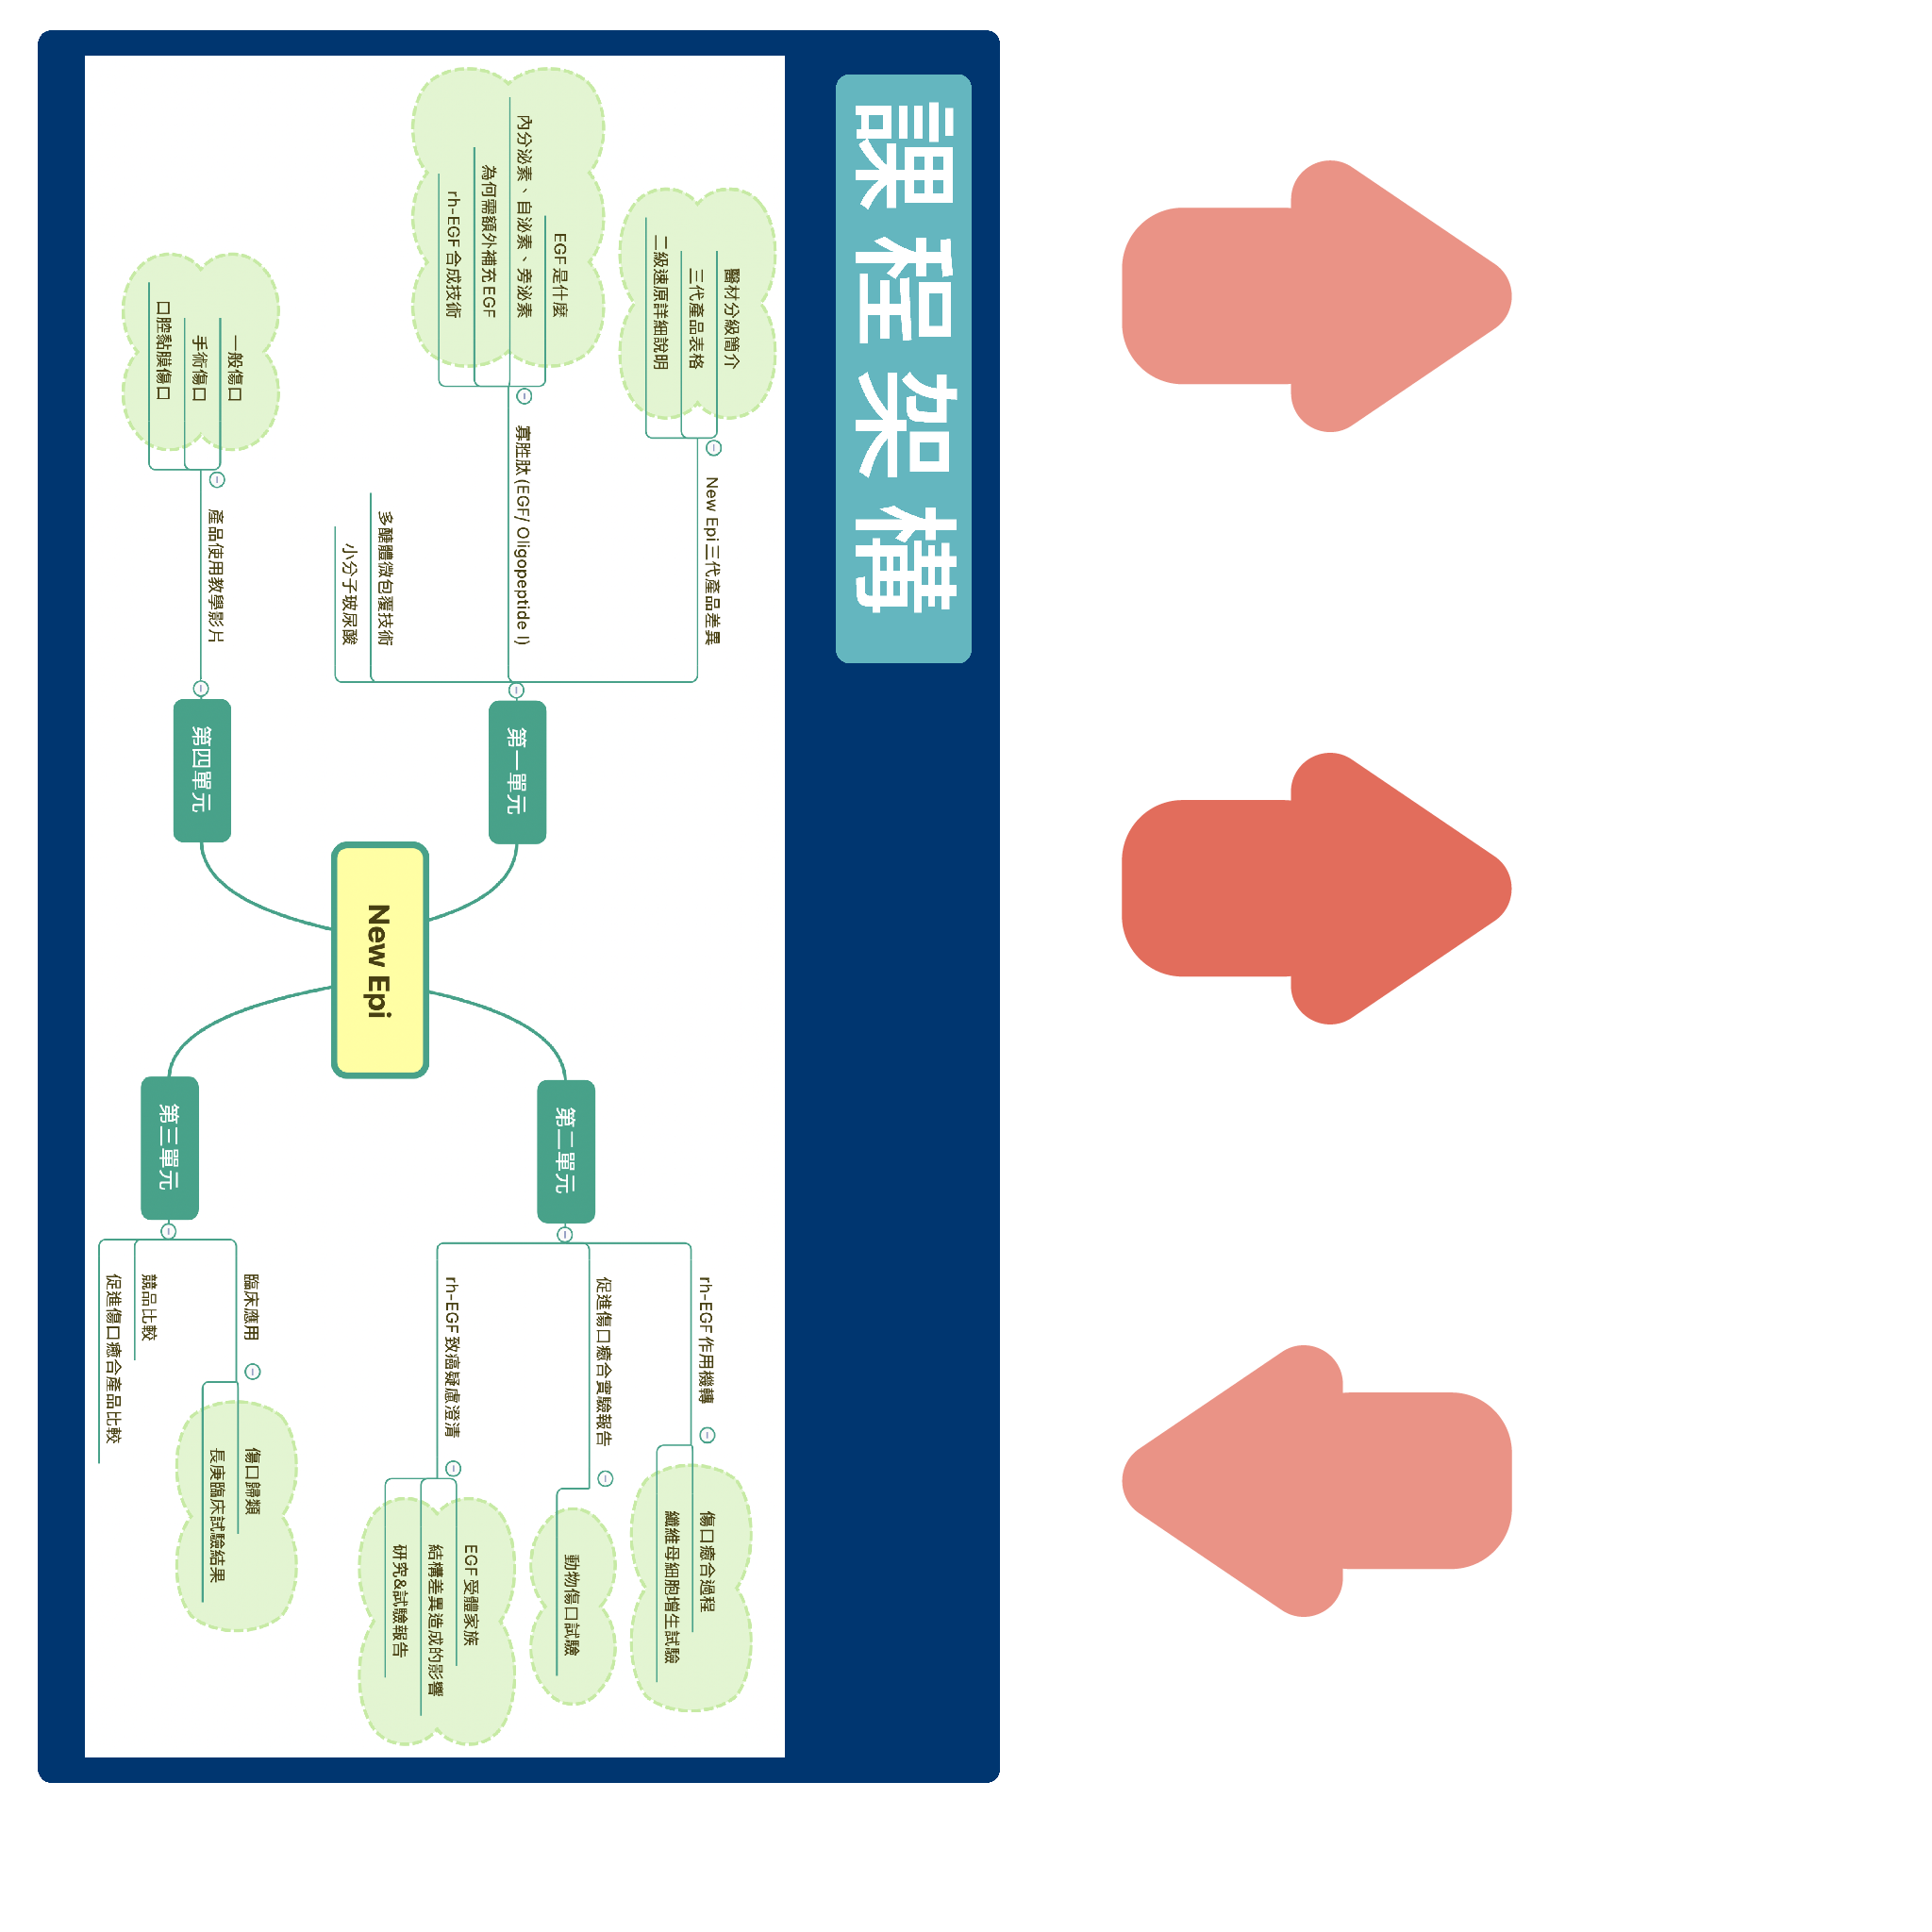 課程架構
New Epi
第一單元
New Epi三代產品差異
醫材分級簡介
三代產品表格
二級速原詳細說明
寡胜肽 (EGF/ Oligopeptide I)
EGF是什麼
內分泌素、自泌素、旁泌素
為何需額外補充EGF
rh-EGF合成技術
多醣體微包覆技術
小分子玻尿酸
第二單元
rh-EGF作用機轉
傷口癒合過程
纖維母細胞增生試驗
促進傷口癒合實驗報告
動物傷口試驗
rh-EGF致癌疑慮澄清
EGF受體家族
結構差異造成的影響
研究&試驗報告
第三單元
臨床應用
傷口歸類
長庚臨床試驗結果
競品比較
促進傷口癒合產品比較
第四單元
產品使用教學影片
一般傷口
手術傷口
口腔黏膜傷口